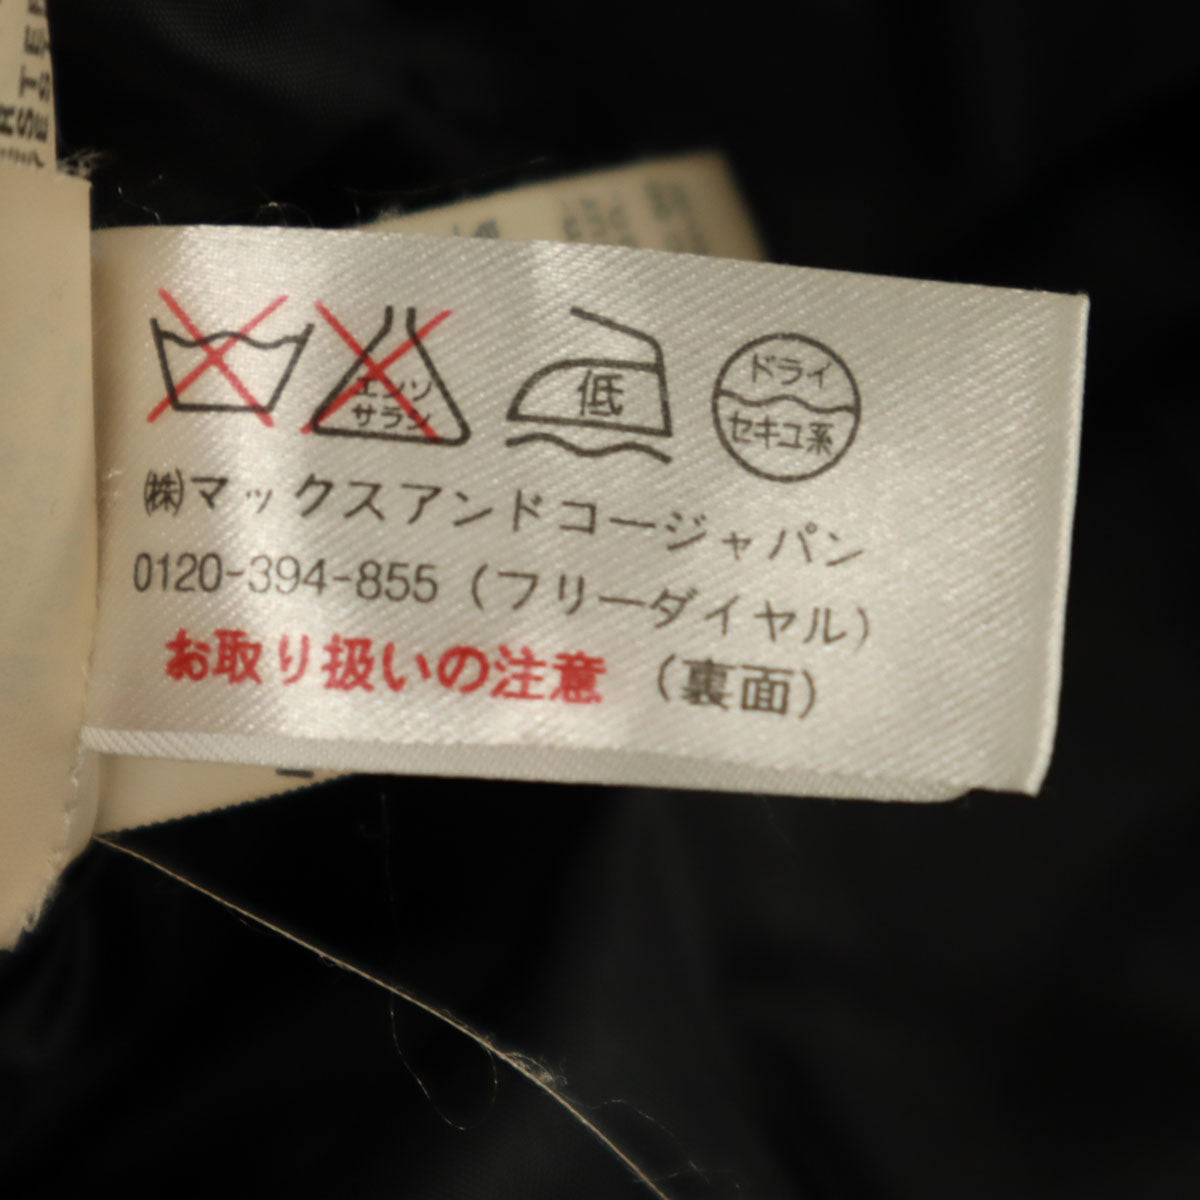 エンソ
サラシ
低
ドライ
セキユ系
㈱マックスアンドコージャパン
0120-394-855（フリーダイヤル）
お取り扱いの注意（裏面）